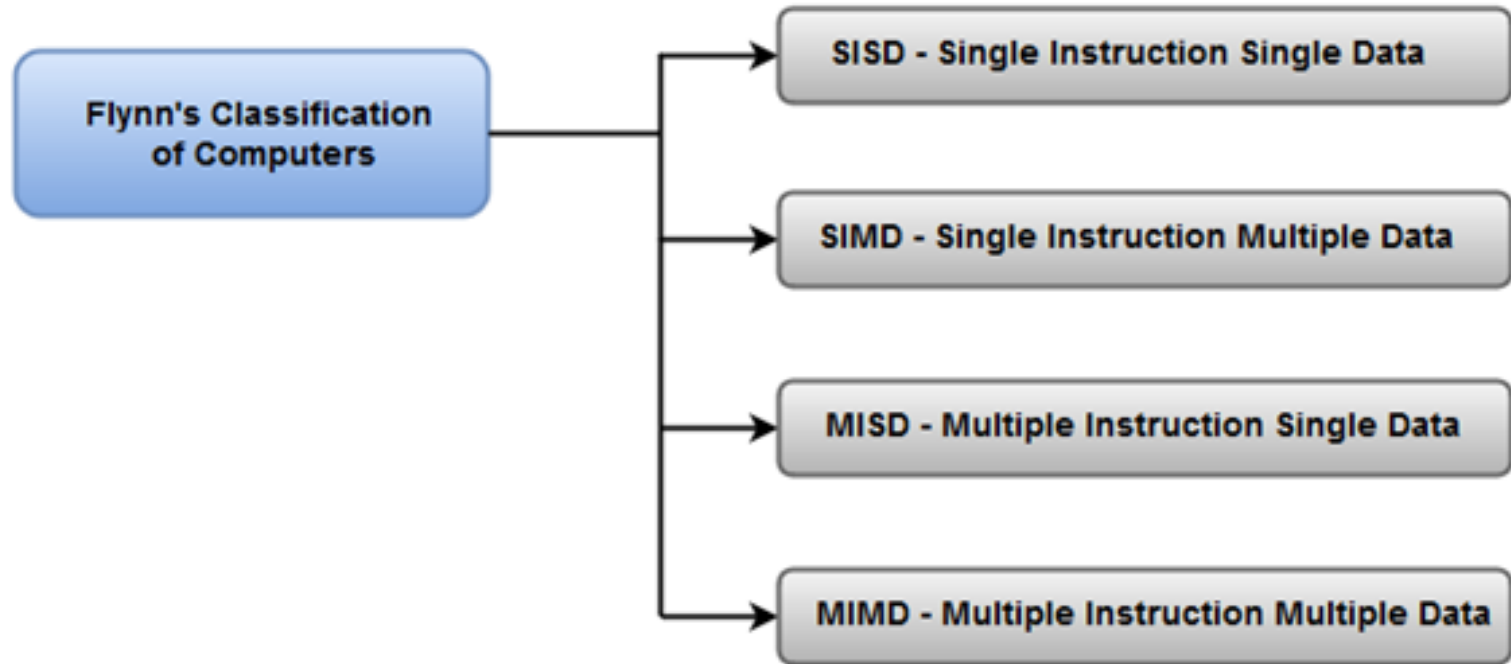 Flynn's Classification
of Computers
SISD - Single Instruction Single Data
SIMD - Single Instruction Multiple Data
MISD - Multiple Instruction Single Data
MIMD - Multiple Instruction Multiple Data